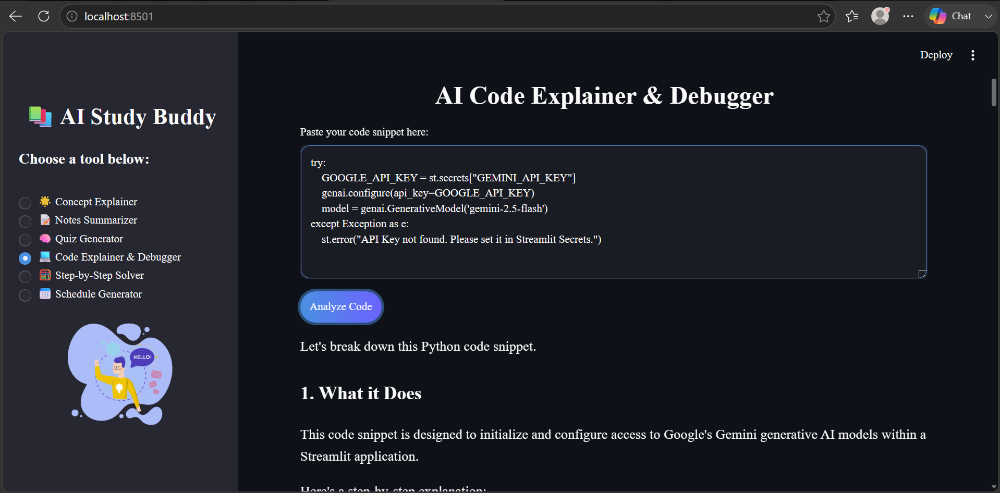 localhost:8501
Chat
Deploy
AI Study Buddy
Choose a tool below:
Concept Explainer
Notes Summarizer
Quiz Generator
Code Explainer & Debugger
Step-by-Step Solver
Schedule Generator
HELLO!
AI Code Explainer & Debugger
Paste your code snippet here:
try:
    GOOGLE_API_KEY = st.secrets["GEMINI_API_KEY"]
    genai.configure(api_key=GOOGLE_API_KEY)
    model = genai.GenerativeModel('gemini-2.5-flash')
except Exception as e:
    st.error("API Key not found. Please set it in Streamlit Secrets.")
Analyze Code
Let's break down this Python code snippet.
1. What it Does
This code snippet is designed to initialize and configure access to Google's Gemini generative AI models within a
Streamlit application.
Here's a step-by-step explanation: